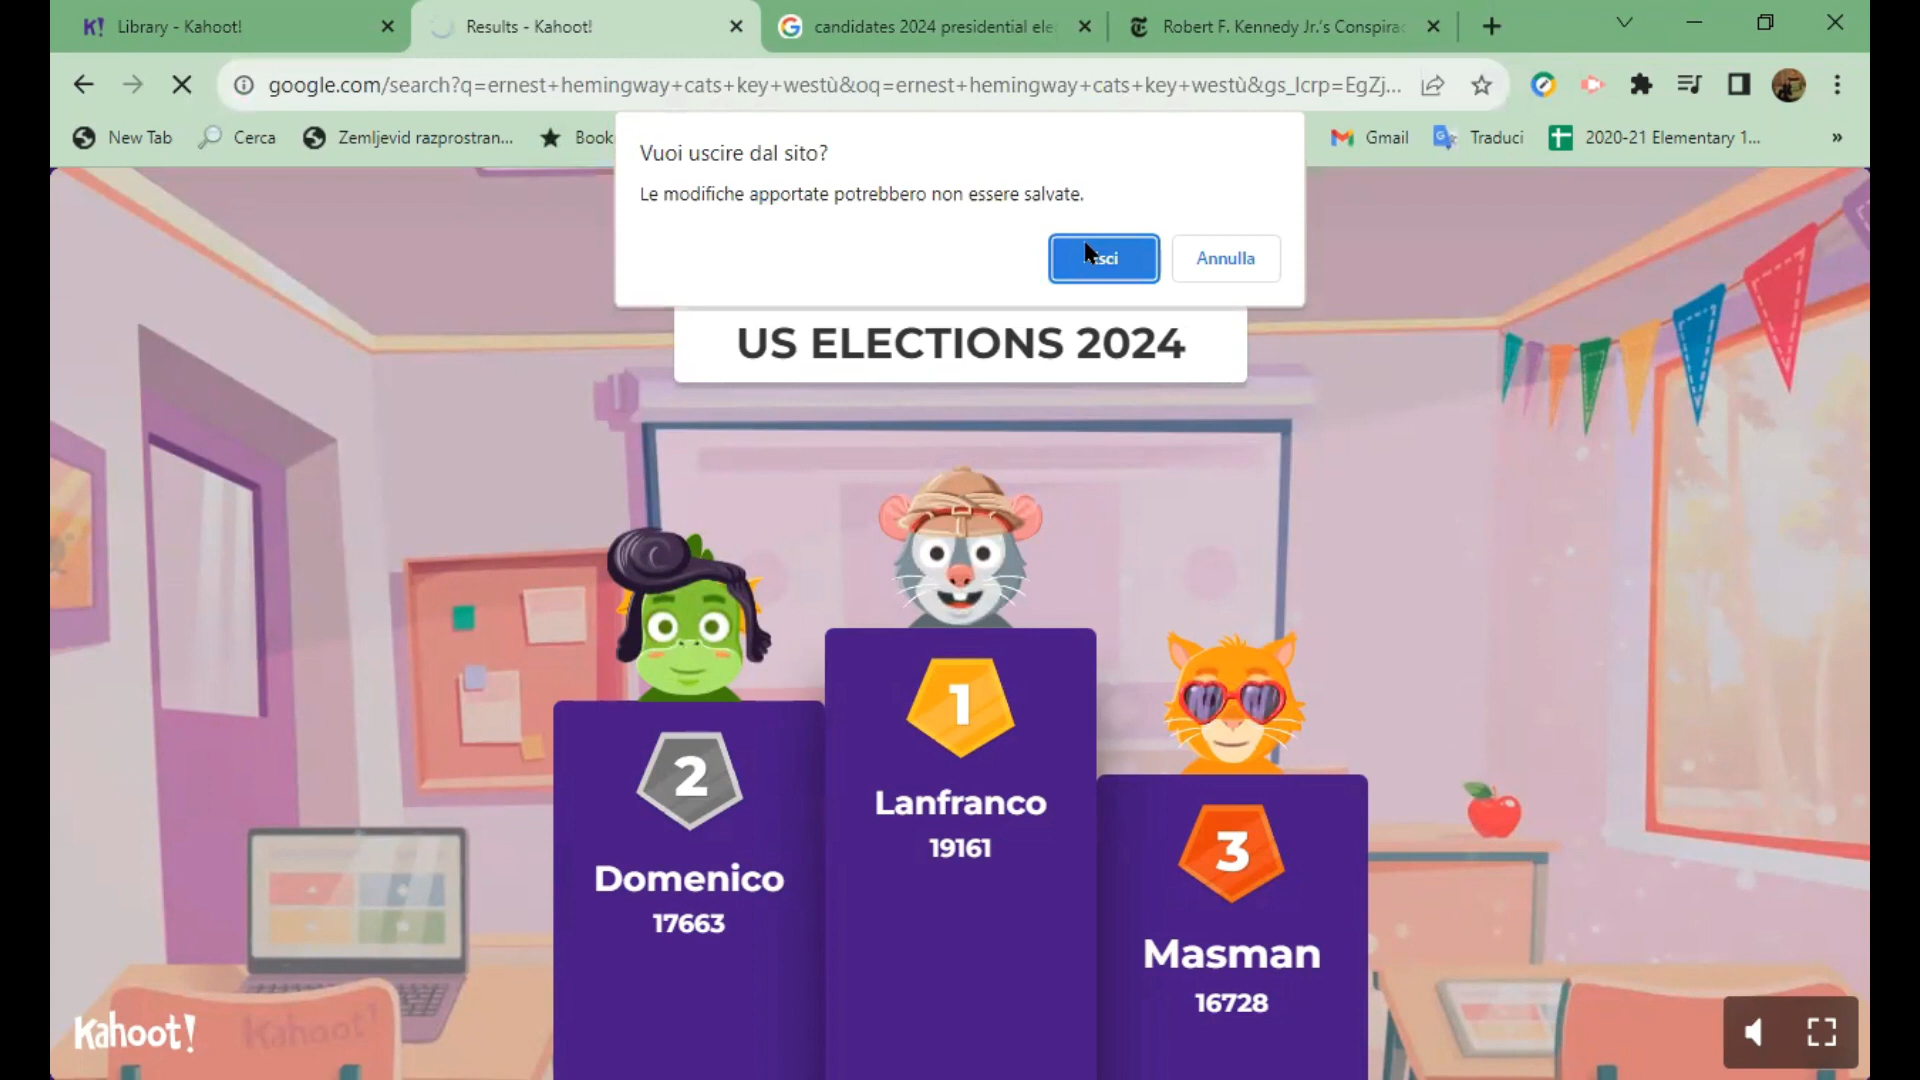 K! Library - Kahoot!
Results - Kahoot!
candidates 2024 presidential ele
Robert F. Kennedy Jr.'s Conspira
google.com/search?q=ernest+hemingway+cats+key+westù&oq=ernest+hemingway+cats+key+westù&gs_lcrp=EgZj...
New Tab
Cerca
Zemljevid razprostran...
Book
Gmail
Traduci
2020-21 Elementary 1...
»
Vuoi uscire dal sito?
Le modifiche apportate potrebbero non essere salvate.
Annulla
US ELECTIONS 2024
1
Lanfranco
19161
2
Domenico
17663
3
Masman
16728
Kahoot!